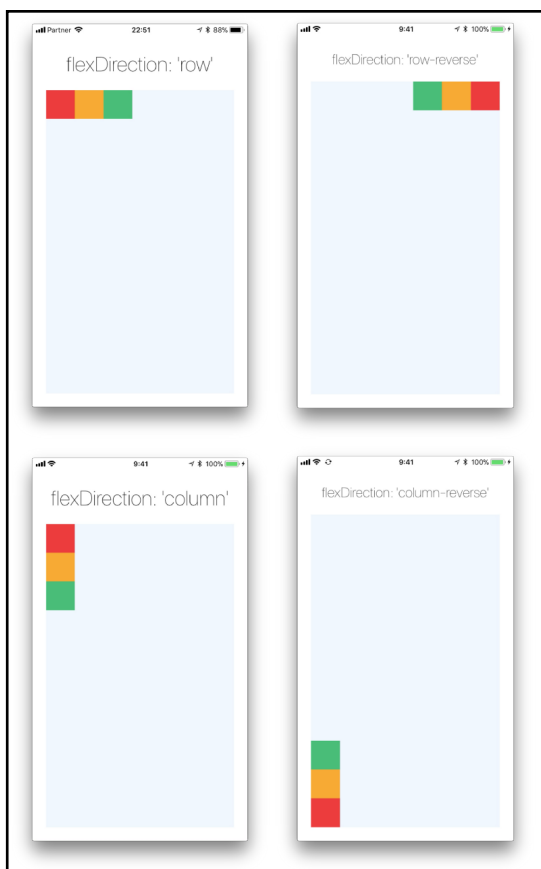 Partner 22:51 88%
flexDirection: 'row'
9:41 100%
flexDirection: 'row-reverse'
9:41 100%
flexDirection: 'column'
9:41 100%
flexDirection: 'column-reverse'